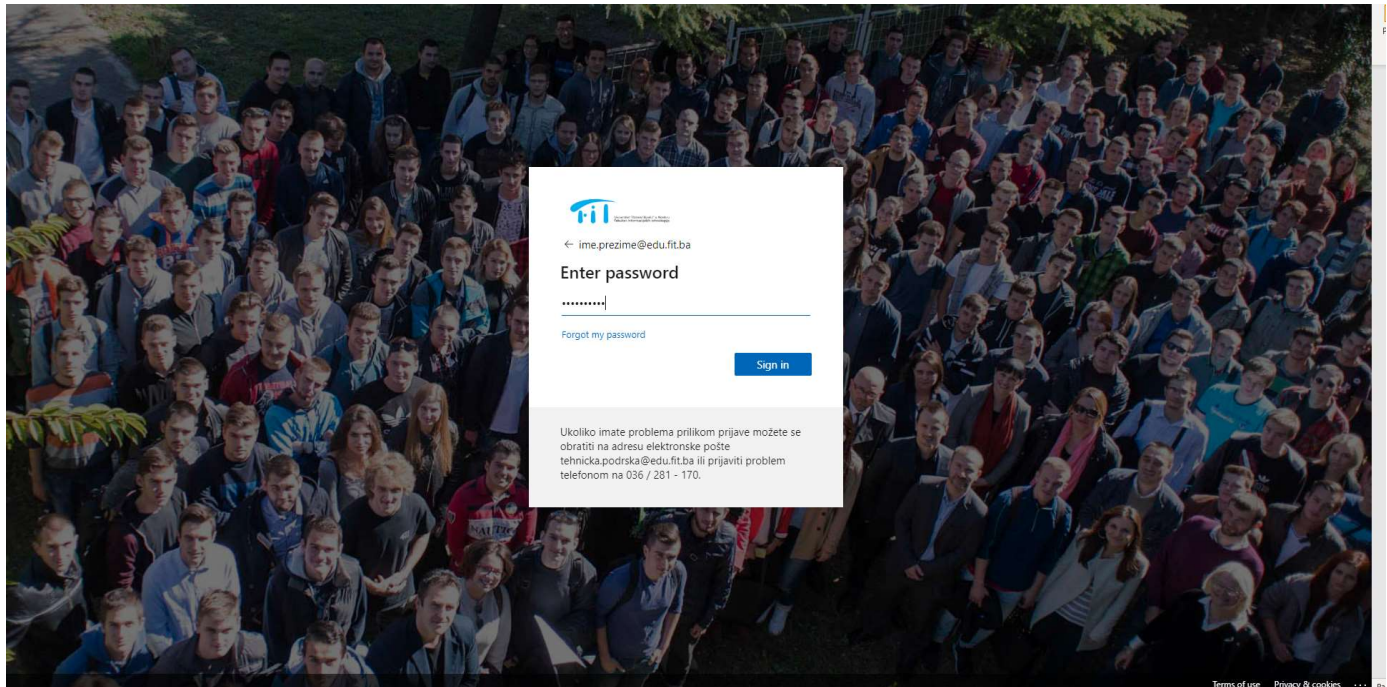 FIT
← ime.prezime@edu.fit.ba
Enter password
Forgot my password
Sign in
Ukoliko imate problema prilikom prijave možete se
obratiti na adresu elektronske pošte
tehnicka.podrska@edu.fit.ba ili prijaviti problem
telefonom na 036 / 281 - 170.
Terms of use Privacy & cookies ...